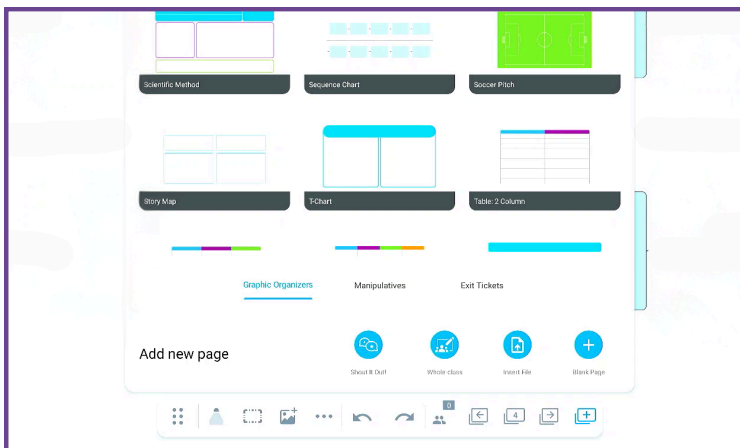 Scientific Method
Sequence Chart
Soccer Pitch
Story Map
T-Chart
Table: 2 Column
Graphic Organizers
Manipulatives
Exit Tickets
Add new page
Shout It Out!
Whole class
Insert File
Blank Page
0
4